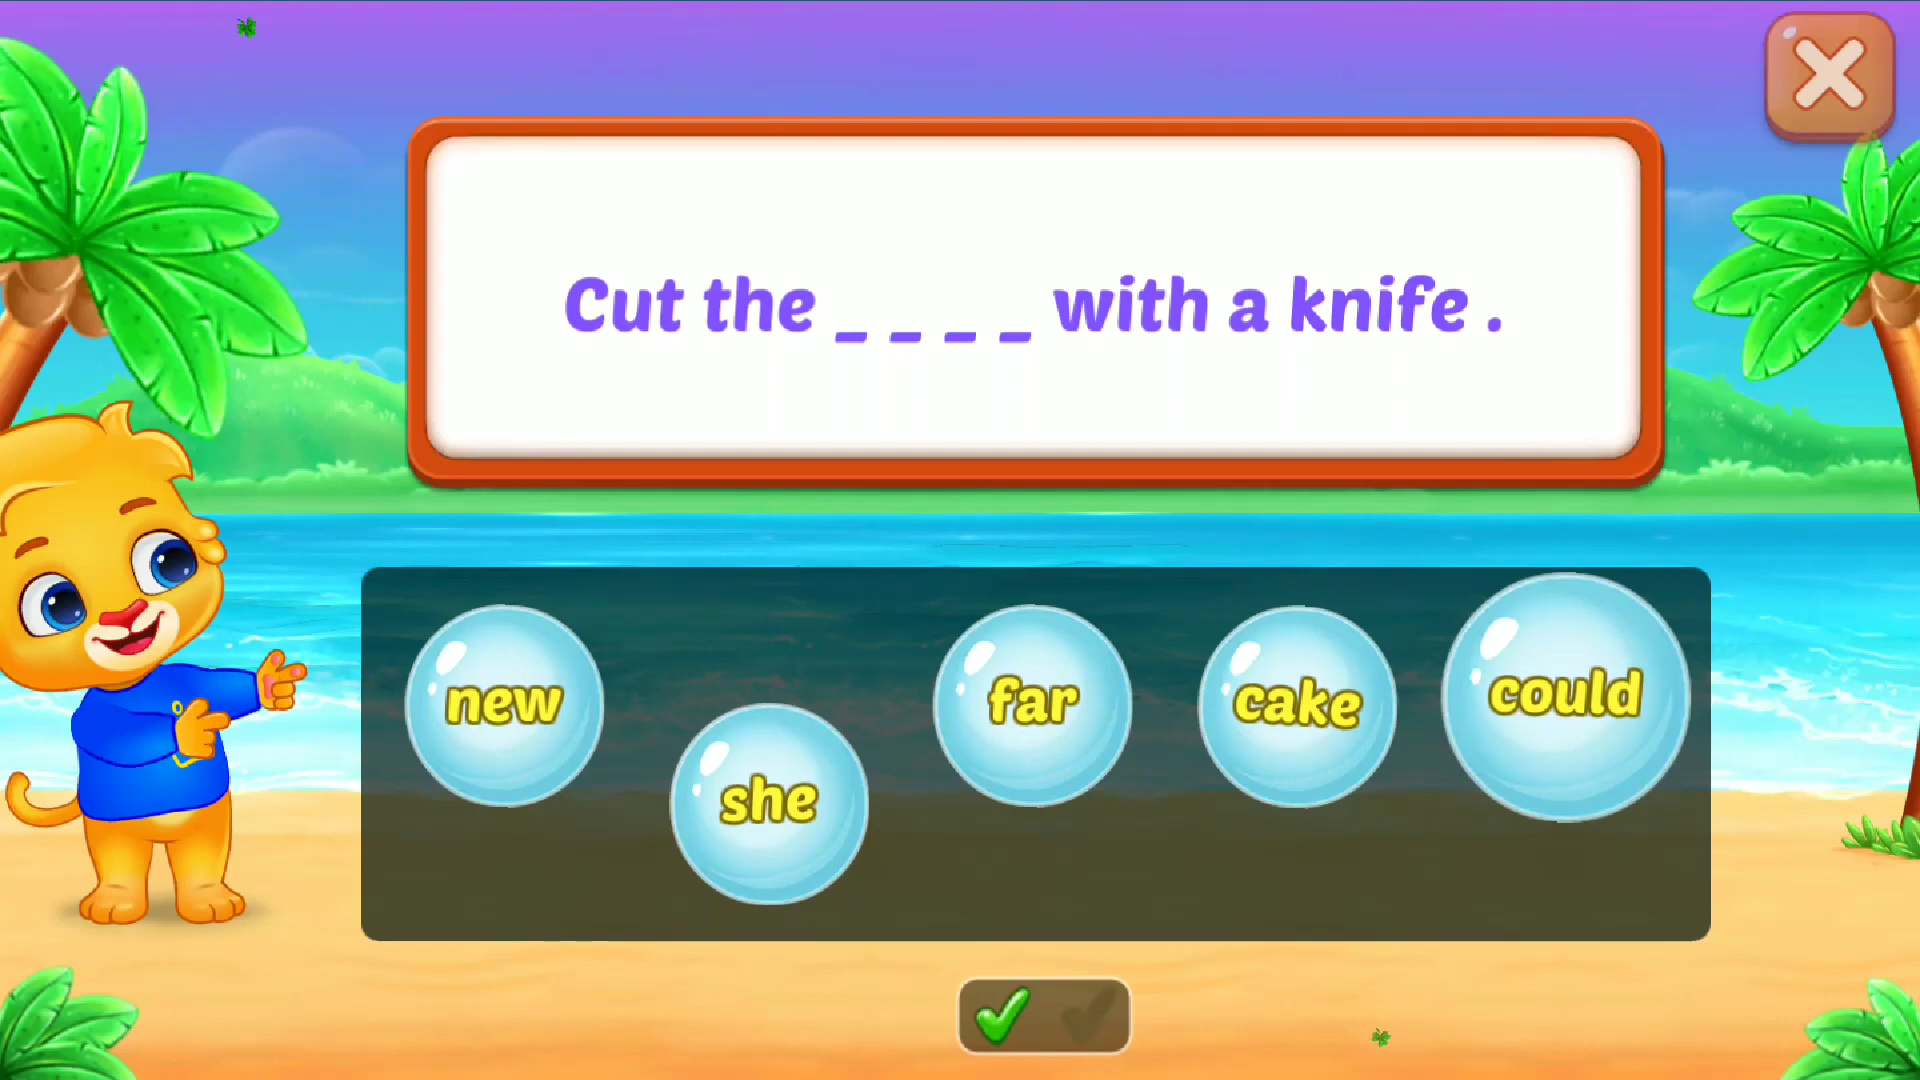 Cut the _ _ _ _ with a knife .
new
she
far
cake
could